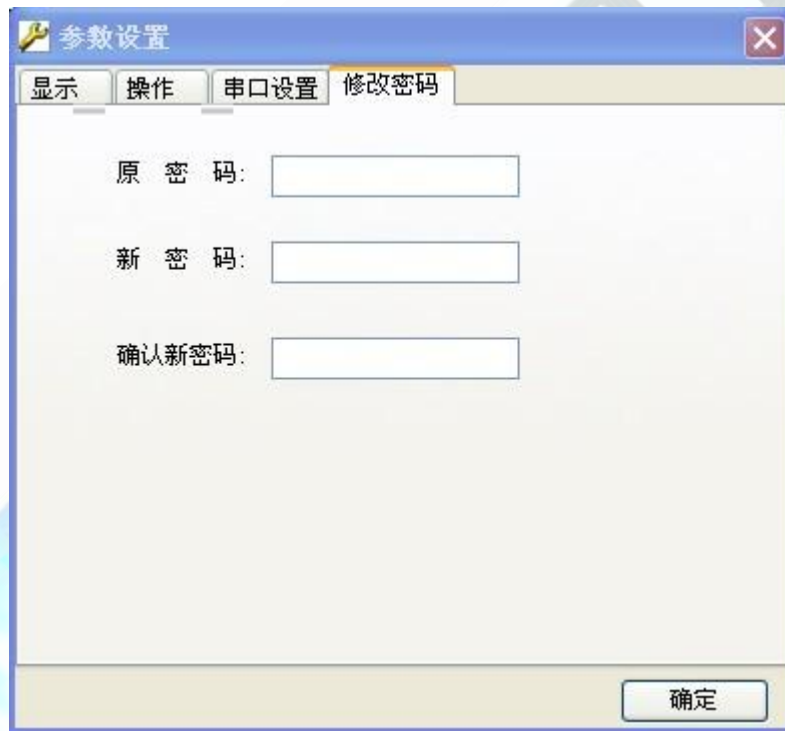 参数设置
显示 操作 串口设置 修改密码
原 密 码:
新 密 码:
确认新密码:
确定